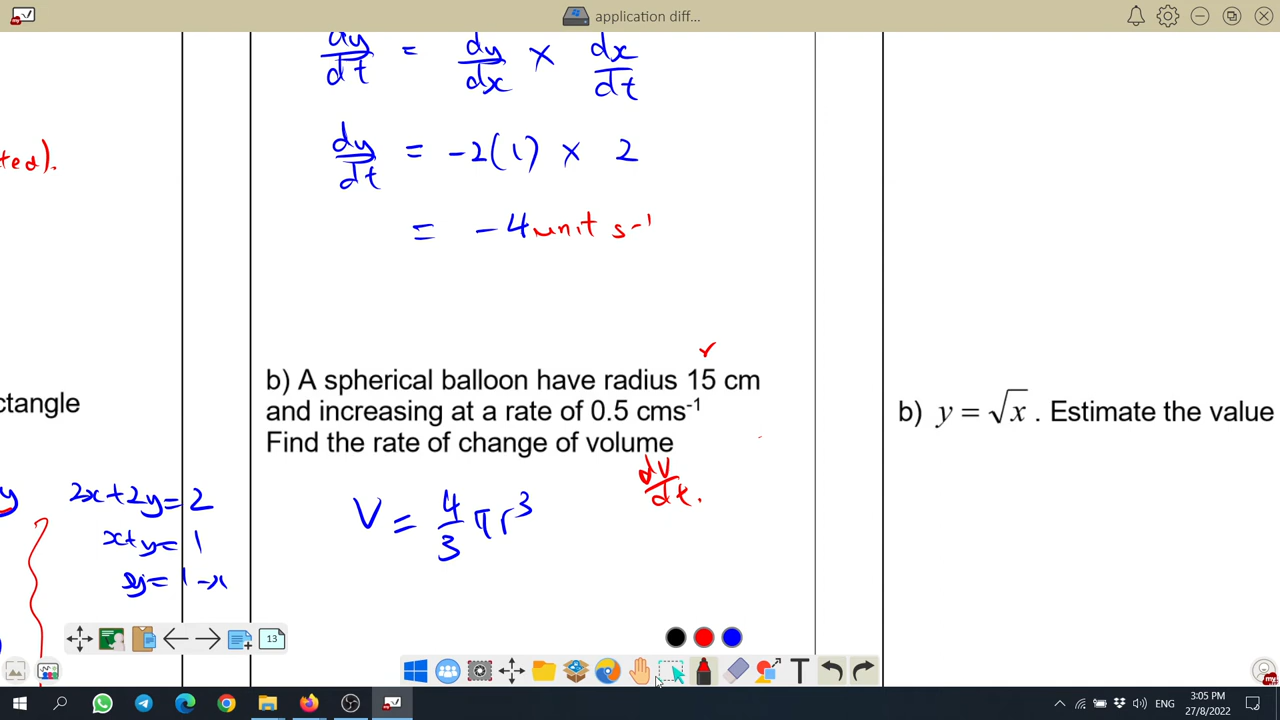 application diff...
dy/dt = dy/dx × dx/dt
ted).
dy/dt = -2(1) × 2
= -4 unit s⁻¹
r
b) A spherical balloon have radius 15 cm
and increasing at a rate of 0.5 cms⁻¹
Find the rate of change of volume
dV/dt.
V = 4/3 πr³
ctangle
y
2x+2y=2
x+y=1
y=1-x
b) y = √x . Estimate the value
13
T
ENG
3:05 PM
27/8/2022